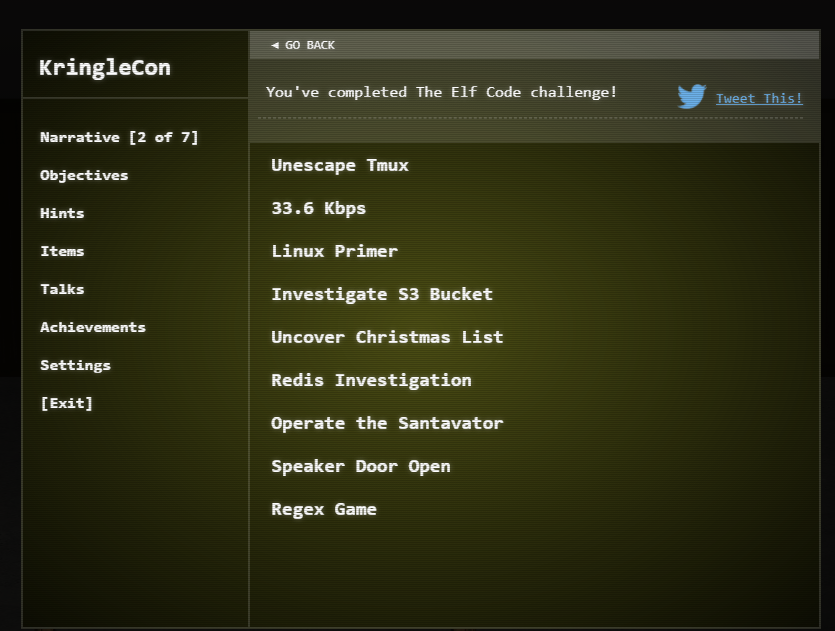 KringleCon
Narrative [2 of 7]
Objectives
Hints
Items
Talks
Achievements
Settings
[Exit]
◄ GO BACK
You've completed The Elf Code challenge!
Tweet This!
Unescape Tmux
33.6 Kbps
Linux Primer
Investigate S3 Bucket
Uncover Christmas List
Redis Investigation
Operate the Santavator
Speaker Door Open
Regex Game